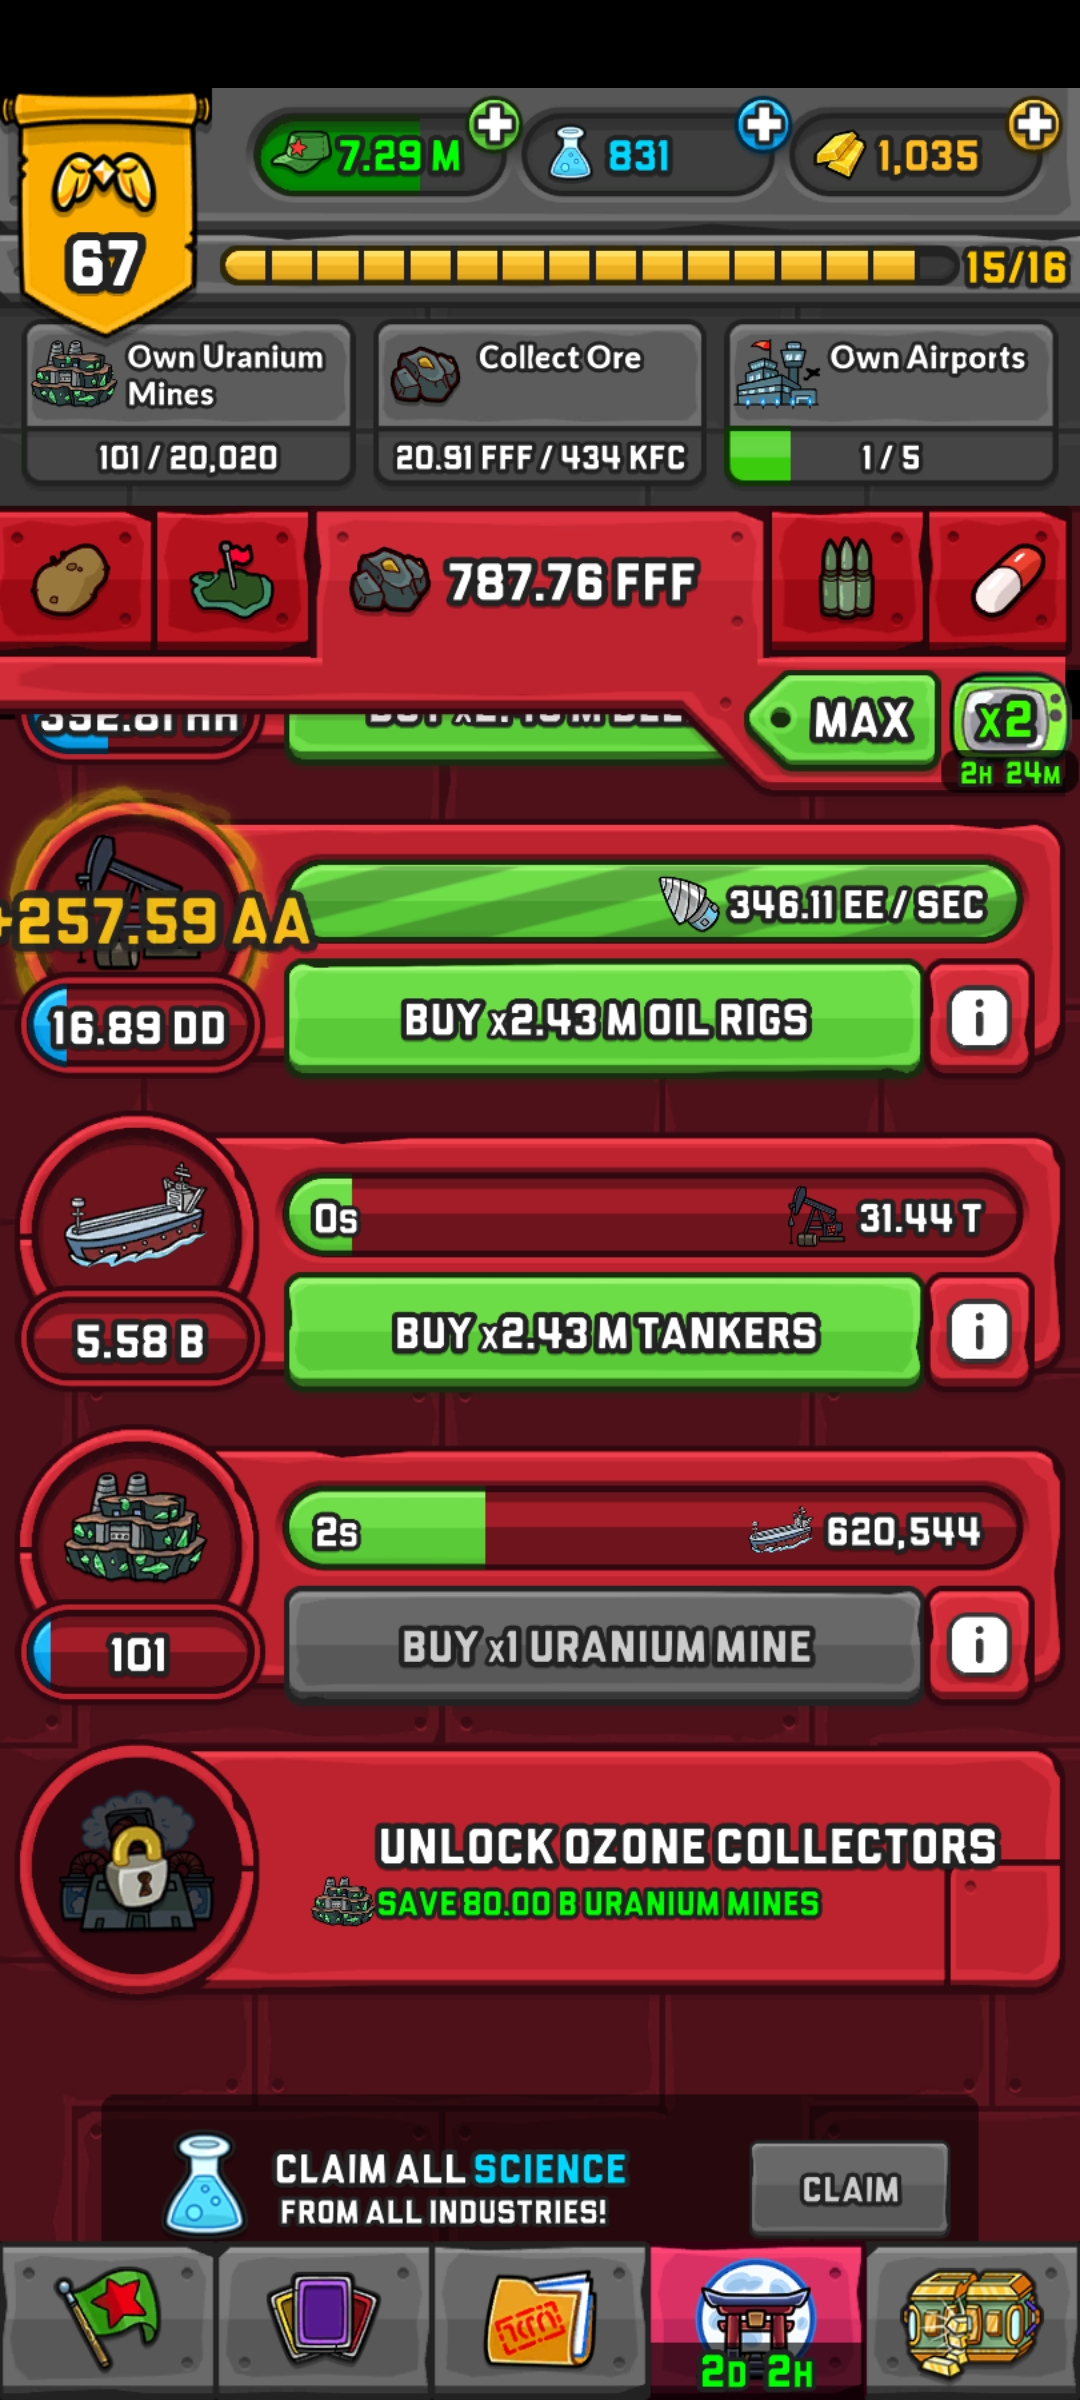 7.29 M
831
1,035
67
15/16
Own Uranium
Mines
101 / 20,020
Collect Ore
20.91 FFF / 434 KFC
Own Airports
1 / 5
787.76 FFF
MAX
x2
2H 24M
+257.59 AA
346.11 EE / SEC
16.89 DD
BUY x2.43 M OIL RIGS
i
0s
31.44 T
5.58 B
BUY x2.43 M TANKERS
i
2s
620,544
101
BUY x1 URANIUM MINE
i
UNLOCK OZONE COLLECTORS
SAVE 80.00 B URANIUM MINES
CLAIM ALL SCIENCE
FROM ALL INDUSTRIES!
CLAIM
2D 2H